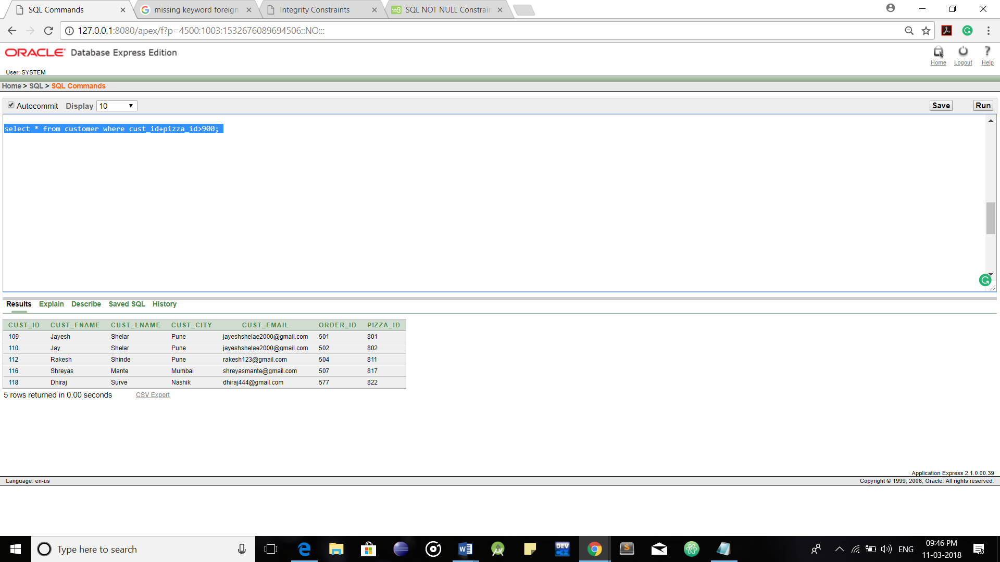 SQL Commands
missing keyword foreign
Integrity Constraints
w3 SQL NOT NULL Constrain
127.0.0.1:8080/apex/f?p=4500:1003:1532676089694506::NO:::
ORACLE Database Express Edition
Home Logout Help
User: SYSTEM
Home > SQL > SQL Commands
Autocommit Display 10 Save Run
select * from customer where cust_id+pizza_id>900;
Results Explain Describe Saved SQL History
CUST_ID CUST_FNAME CUST_LNAME CUST_CITY CUST_EMAIL ORDER_ID PIZZA_ID
109 Jayesh Shelar Pune jayeshshelae2000@gmail.com 501 801
110 Jay Shelar Pune jayeshshelae2000@gmail.com 502 802
112 Rakesh Shinde Pune rakesh123@gmail.com 504 811
116 Shreyas Mante Mumbai shreyasmante@gmail.com 507 817
118 Dhiraj Surve Nashik dhiraj444@gmail.com 577 822
5 rows returned in 0.00 seconds CSV Export
Application Express 2.1.0.00.39
Language: en-us Copyright © 1999, 2006, Oracle. All rights reserved.
Type here to search
DEV C++
ENG
09:46 PM
11-03-2018